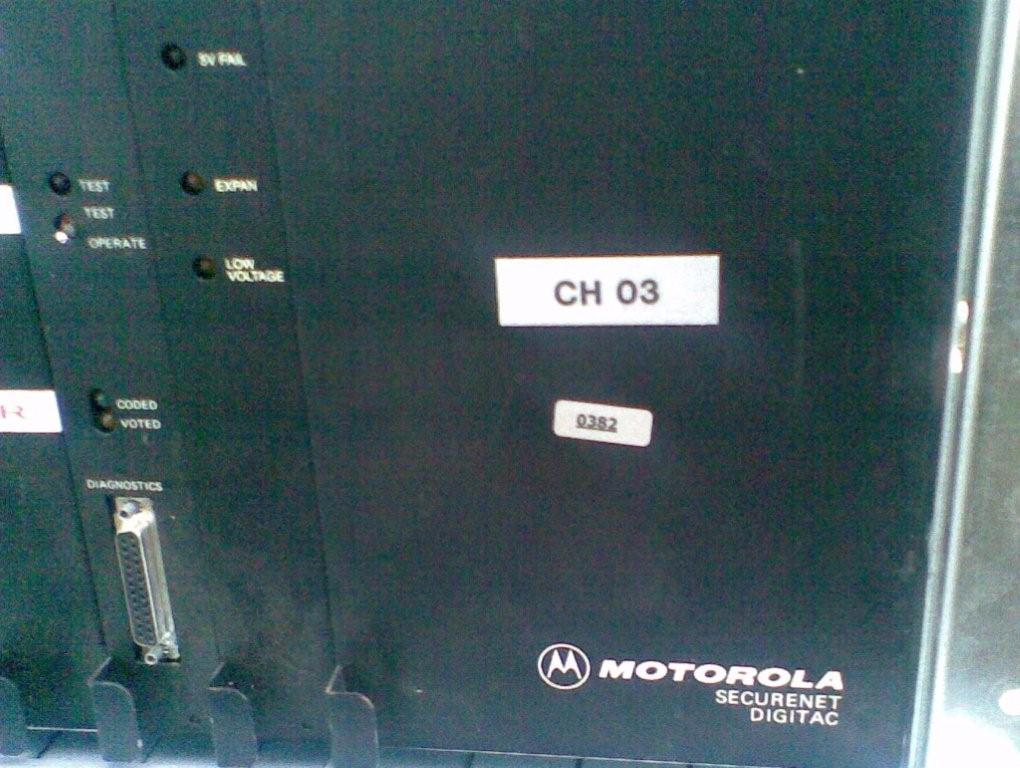 5V FAIL
TEST
EXPAN
TEST
OPERATE
LOW
VOLTAGE
CH 03
R
CODED
VOTED
0382
DIAGNOSTICS
MOTOROLA
SECURENET
DIGITAC